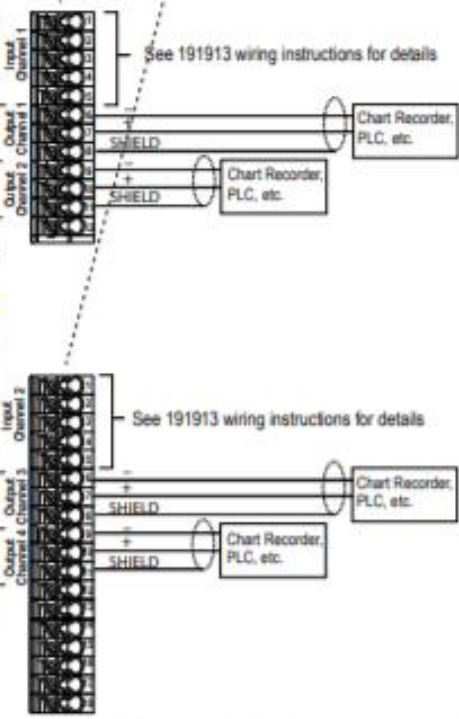 Input
Channel 1
See 191913 wiring instructions for details
Output
Channel 1
−
+
SHIELD
Chart Recorder,
PLC, etc.
Output
Channel 2
−
+
SHIELD
Chart Recorder,
PLC, etc.
Input
Channel 2
See 191913 wiring instructions for details
Output
Channel 3
−
+
SHIELD
Chart Recorder,
PLC, etc.
Output
Channel 4
−
+
SHIELD
Chart Recorder,
PLC, etc.